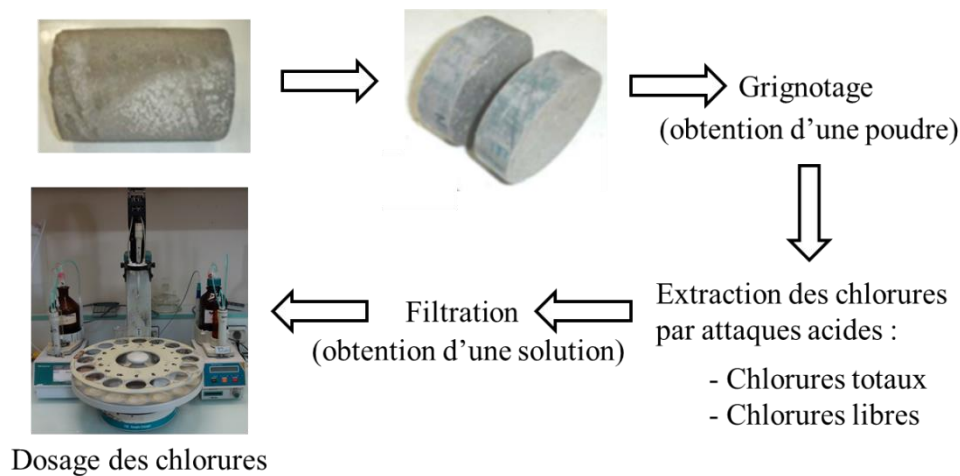 Grignotage
(obtention d'une poudre)
Extraction des chlorures
par attaques acides :
- Chlorures totaux
- Chlorures libres
Filtration
(obtention d'une solution)
Dosage des chlorures